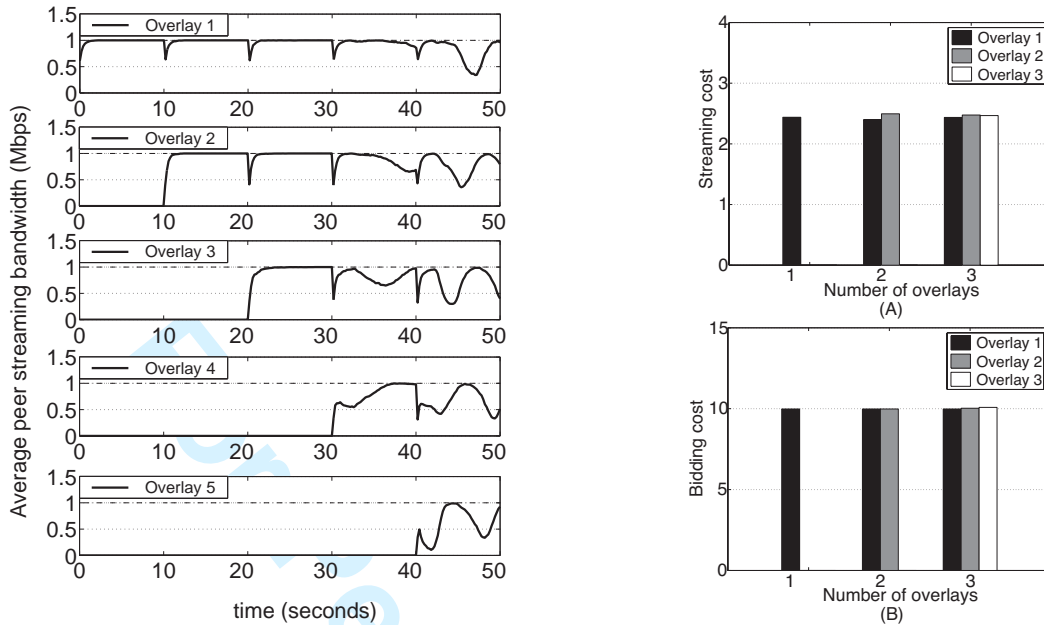 Average peer streaming bandwidth (Mbps)
Overlay 1
1.5
1
0.5
0
0 10 20 30 40 50
Overlay 2
1.5
1
0.5
0
0 10 20 30 40 50
Overlay 3
1.5
1
0.5
0
0 10 20 30 40 50
Overlay 4
1.5
1
0.5
0
0 10 20 30 40 50
Overlay 5
1.5
1
0.5
0
0 10 20 30 40 50
time (seconds)
Streaming cost
4
3
2
1
0
Overlay 1
Overlay 2
Overlay 3
1 2 3
Number of overlays
(A)
Bidding cost
15
10
5
0
Overlay 1
Overlay 2
Overlay 3
1 2 3
Number of overlays
(B)